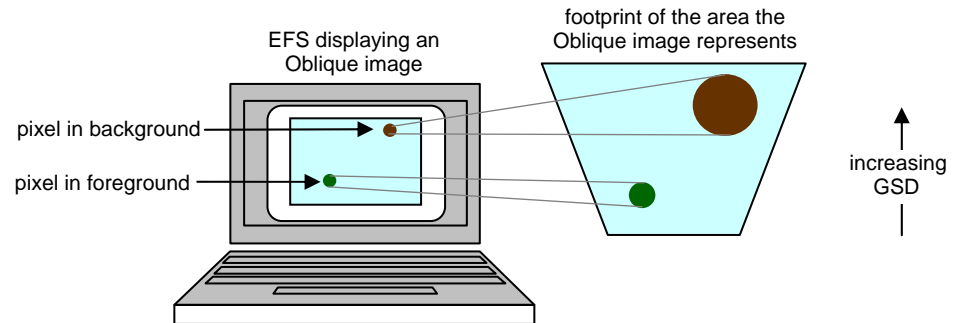 EFS displaying an
Oblique image
footprint of the area the
Oblique image represents
pixel in background
pixel in foreground
increasing
GSD